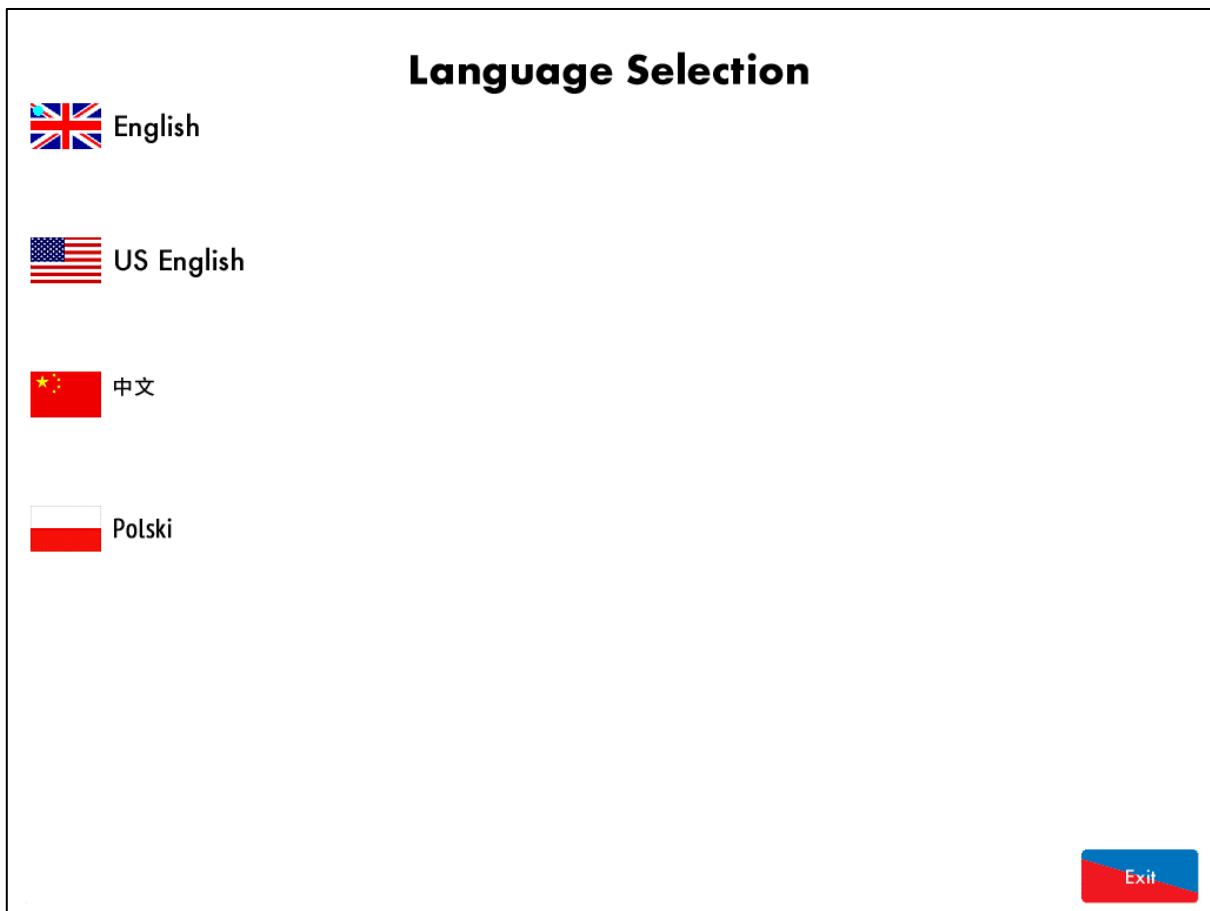 Language Selection
English
US English
中文
Polski
Exit